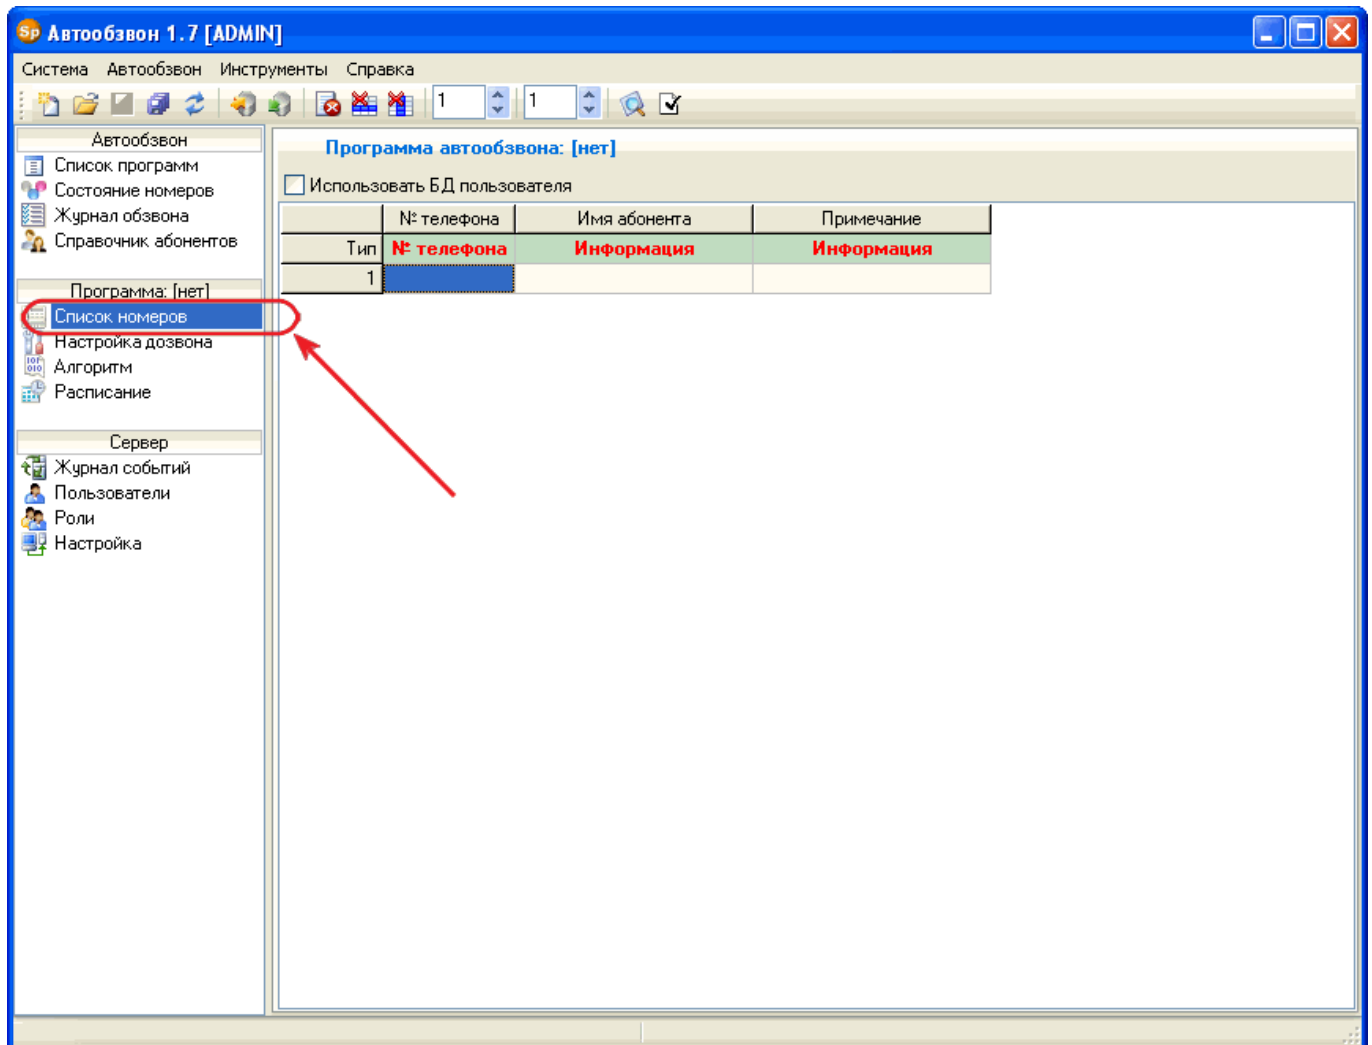 Sp Автообзвон 1.7 [ADMIN]
Система Автообзвон Инструменты Справка
1 1
Автообзвон
Список программ
Состояние номеров
Журнал обзвона
Справочник абонентов
Программа: [нет]
Список номеров
Настройка дозвона
Алгоритм
Расписание
Сервер
Журнал событий
Пользователи
Роли
Настройка
Программа автообзвона: [нет]
Использовать БД пользователя
№ телефона Имя абонента Примечание
Тип № телефона Информация Информация
1